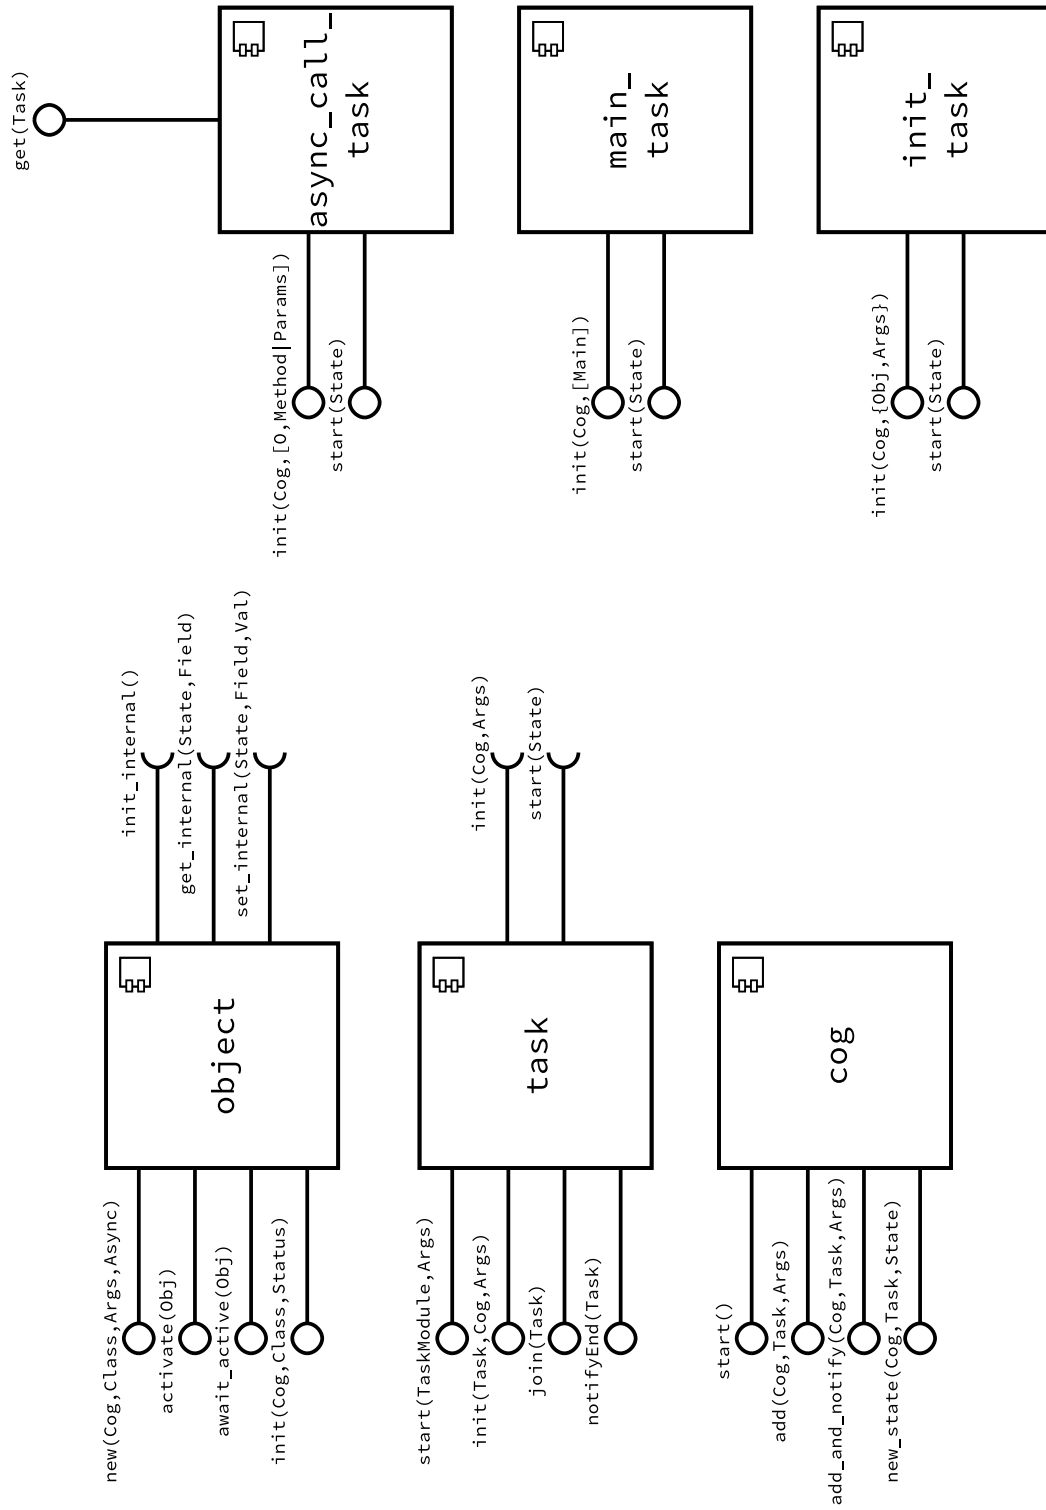 new(Cog,Class,Args,Async)
activate(Obj)
await_active(Obj)
init(Cog,Class,Status)
object
init_internal()
get_internal(State,Field)
set_internal(State,Field,Val)
start(TaskModule,Args)
init(Task,Cog,Args)
join(Task)
notifyEnd(Task)
task
init(Cog,Args)
start(State)
start()
add(Cog,Task,Args)
add_and_notify(Cog,Task,Args)
new_state(Cog,Task,State)
cog
get(Task)
init(Cog,[O,Method|Params])
start(State)
async_call_
task
init(Cog,[Main])
start(State)
main_
task
init(Cog,{Obj,Args})
start(State)
init_
task